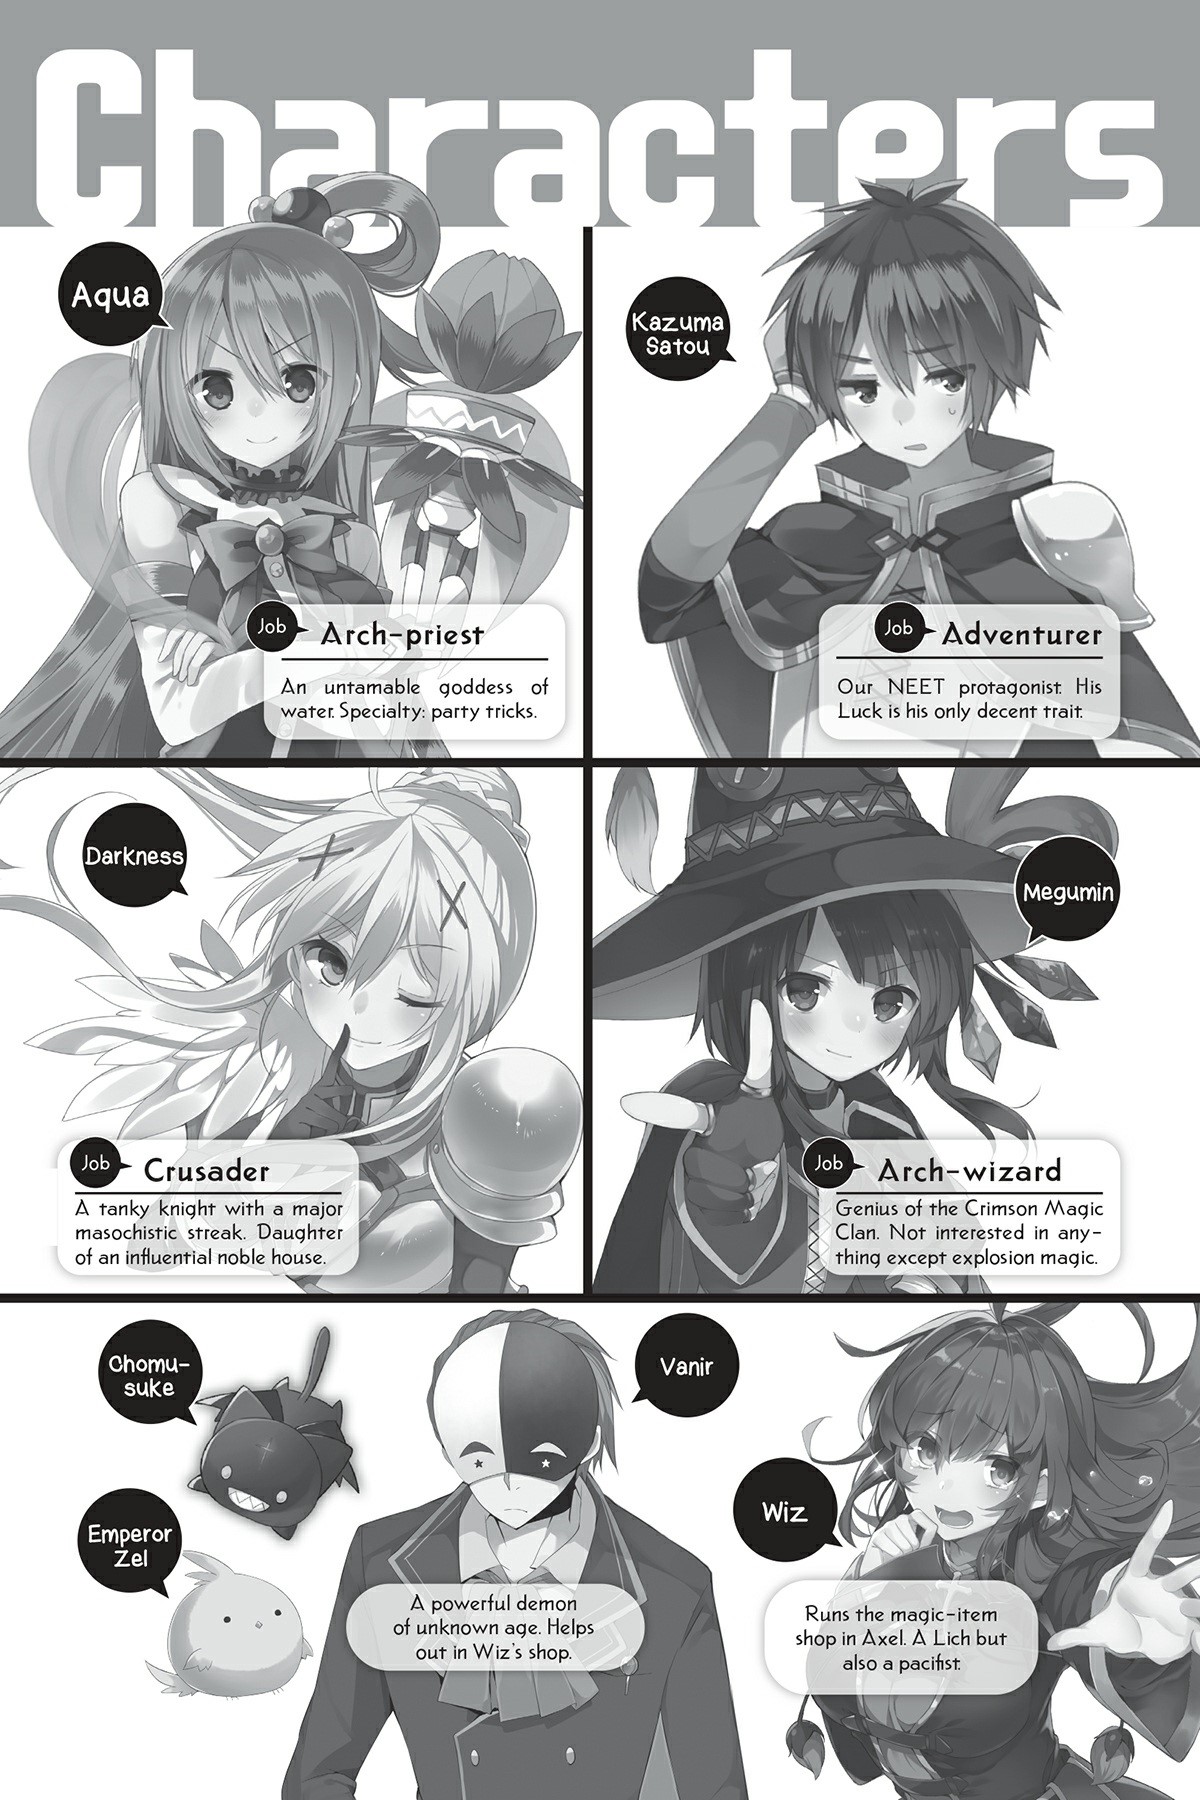 Characters
Aqua
Job
Arch-priest
An untamable goddess of
water. Specialty: party tricks.
Kazuma
Satou
Job
Adventurer
Our NEET protagonist. His
Luck is his only decent trait.
Darkness
Job
Crusader
A tanky knight with a major
masochistic streak. Daughter
of an influential noble house.
Megumin
Job
Arch-wizard
Genius of the Crimson Magic
Clan. Not interested in any-
thing except explosion magic.
Chomu-
suke
Emperor
Zel
Vanir
A powerful demon
of unknown age. Helps
out in Wiz's shop.
Wiz
Runs the magic-item
shop in Axel. A Lich but
also a pacifist.